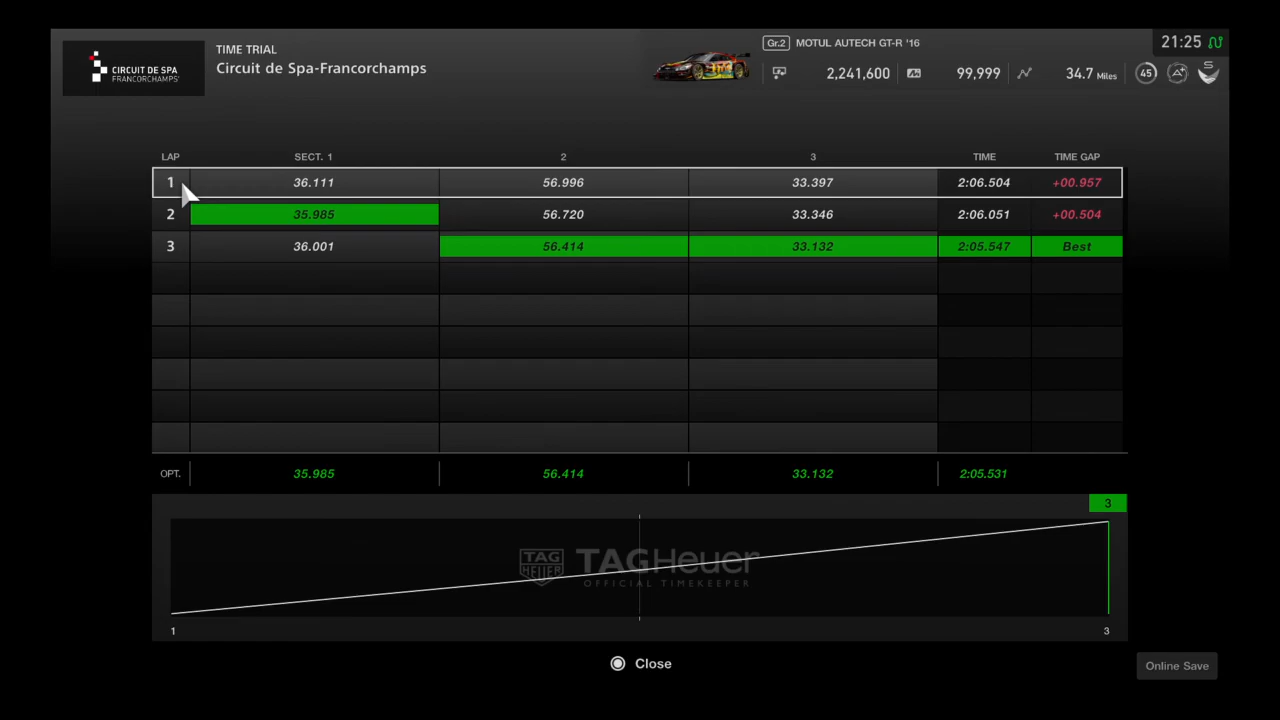 CIRCUIT DE SPA
FRANCORCHAMPS
TIME TRIAL
Circuit de Spa-Francorchamps
Gr.2 MOTUL AUTECH GT-R '16
2,241,600 99,999 34.7 Miles 45 A+ S
21:25
LAP SECT. 1 2 3 TIME TIME GAP
1 36.111 56.996 33.397 2:06.504 +00.957
2 35.985 56.720 33.346 2:06.051 +00.504
3 36.001 56.414 33.132 2:05.547 Best
OPT. 35.985 56.414 33.132 2:05.531
3
TAG HEUER TAGHeuer
OFFICIAL TIMEKEEPER
1 3
Close
Online Save